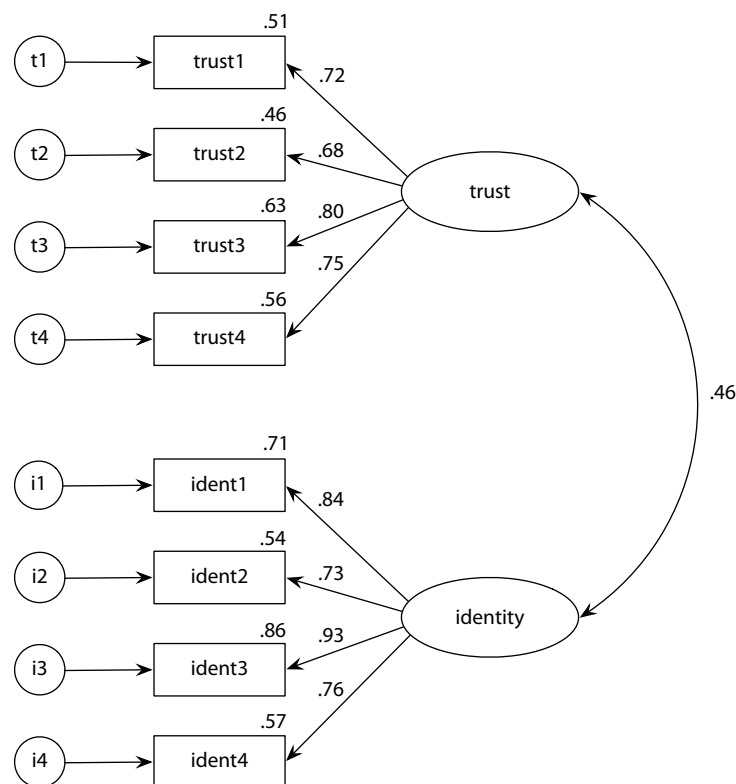 .51
t1 trust1 .72
.46
t2 trust2 .68 trust
.63
t3 trust3 .80
.75
.56
t4 trust4
.46
.71
i1 ident1 .84
.54
i2 ident2 .73
identity
.86
i3 ident3 .93
.76
.57
i4 ident4